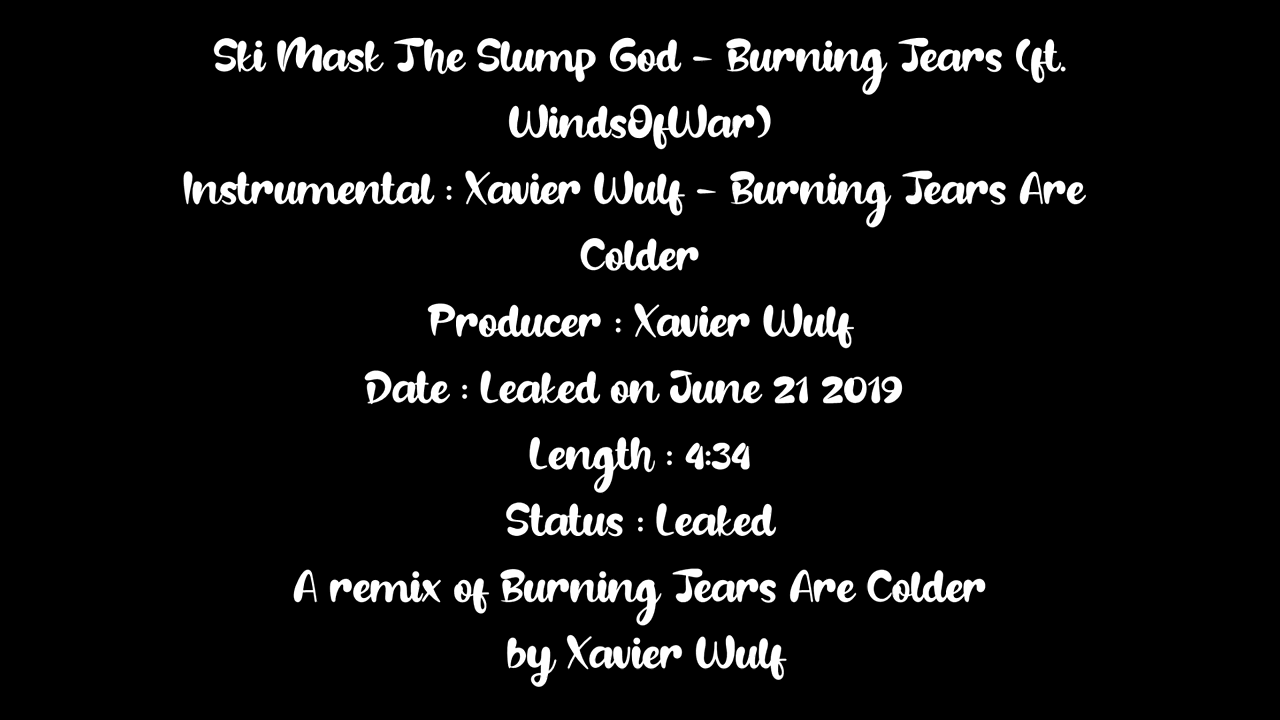 Ski Mask The Slump God - Burning Tears (ft.
WindsOfWar)
Instrumental : Xavier Wulf - Burning Tears Are
Colder
Producer : Xavier Wulf
Date : Leaked on June 21 2019
Length : 4:34
Status : Leaked
A remix of Burning Tears Are Colder
by Xavier Wulf